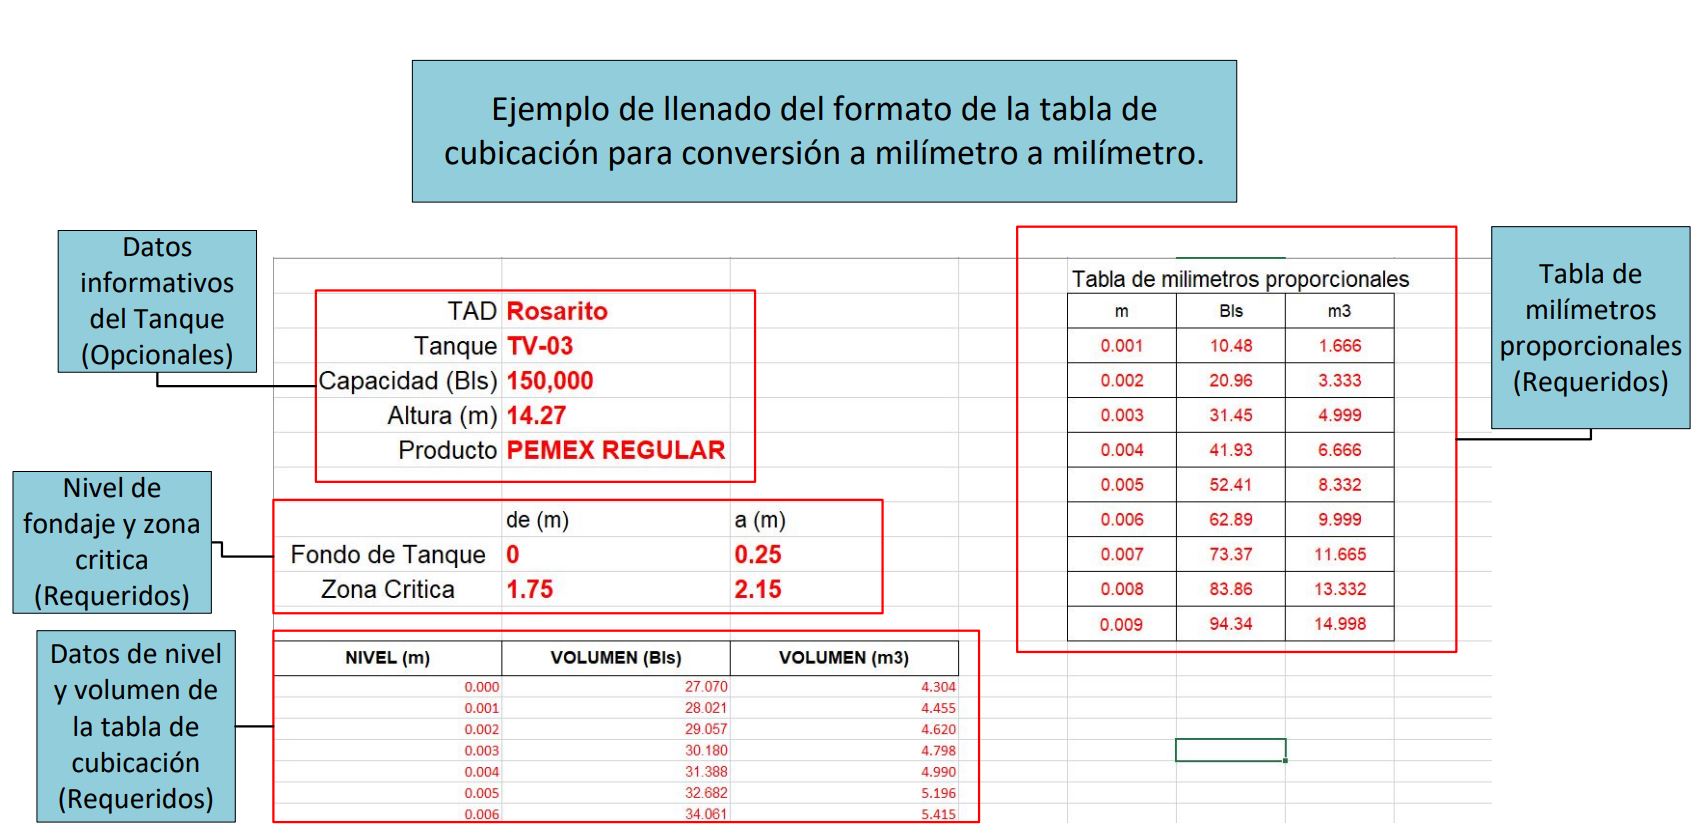 Ejemplo de llenado del formato de la tabla de
cubicación para conversión a milímetro a milímetro.
Datos
informativos
del Tanque
(Opcionales)
TAD Rosarito
Tanque TV-03
Capacidad (Bls) 150,000
Altura (m) 14.27
Producto PEMEX REGULAR
Nivel de
fondaje y zona
critica
(Requeridos)
de (m) a (m)
Fondo de Tanque 0 0.25
Zona Critica 1.75 2.15
Datos de nivel
y volumen de
la tabla de
cubicación
(Requeridos)
NIVEL (m) VOLUMEN (Bls) VOLUMEN (m3)
0.000 27.070 4.304
0.001 28.021 4.455
0.002 29.057 4.620
0.003 30.180 4.798
0.004 31.388 4.990
0.005 32.682 5.196
0.006 34.061 5.415
Tabla de milimetros proporcionales
m Bls m3
0.001 10.48 1.666
0.002 20.96 3.333
0.003 31.45 4.999
0.004 41.93 6.666
0.005 52.41 8.332
0.006 62.89 9.999
0.007 73.37 11.665
0.008 83.86 13.332
0.009 94.34 14.998
Tabla de
milímetros
proporcionales
(Requeridos)